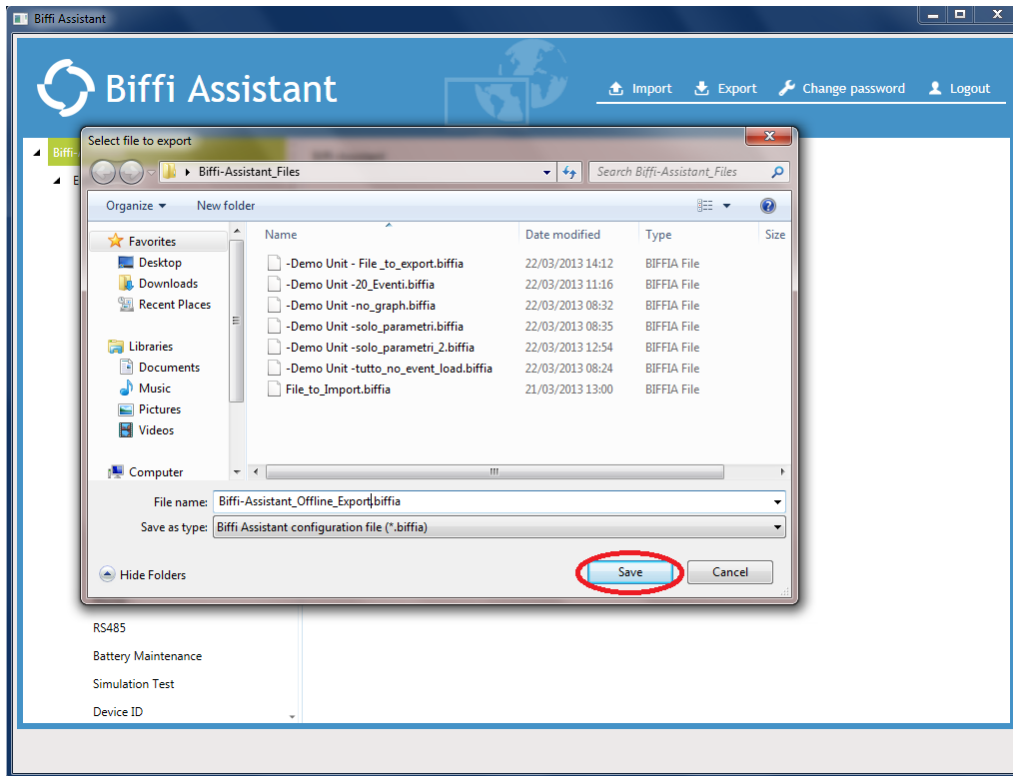 Biffi Assistant
Biffi Assistant
Import Export Change password Logout
Select file to export
Biffi-
Biffi-Assistant_Files Search Biffi-Assistant_Files
E
Organize New folder
Favorites
Desktop
Downloads
Recent Places
Libraries
Documents
Music
Pictures
Videos
Computer
Name Date modified Type Size
-Demo Unit - File _to_export.biffia 22/03/2013 14:12 BIFFIA File
-Demo Unit -20_Eventi.biffia 22/03/2013 11:16 BIFFIA File
-Demo Unit -no_graph.biffia 22/03/2013 08:32 BIFFIA File
-Demo Unit -solo_parametri.biffia 22/03/2013 08:35 BIFFIA File
-Demo Unit -solo_parametri_2.biffia 22/03/2013 12:54 BIFFIA File
-Demo Unit -tutto_no_event_load.biffia 22/03/2013 08:24 BIFFIA File
File_to_Import.biffia 21/03/2013 13:00 BIFFIA File
File name: Biffi-Assistant_Offline_Export.biffia
Save as type: Biffi Assistant configuration file (*.biffia)
Hide Folders Save Cancel
RS485
Battery Maintenance
Simulation Test
Device ID